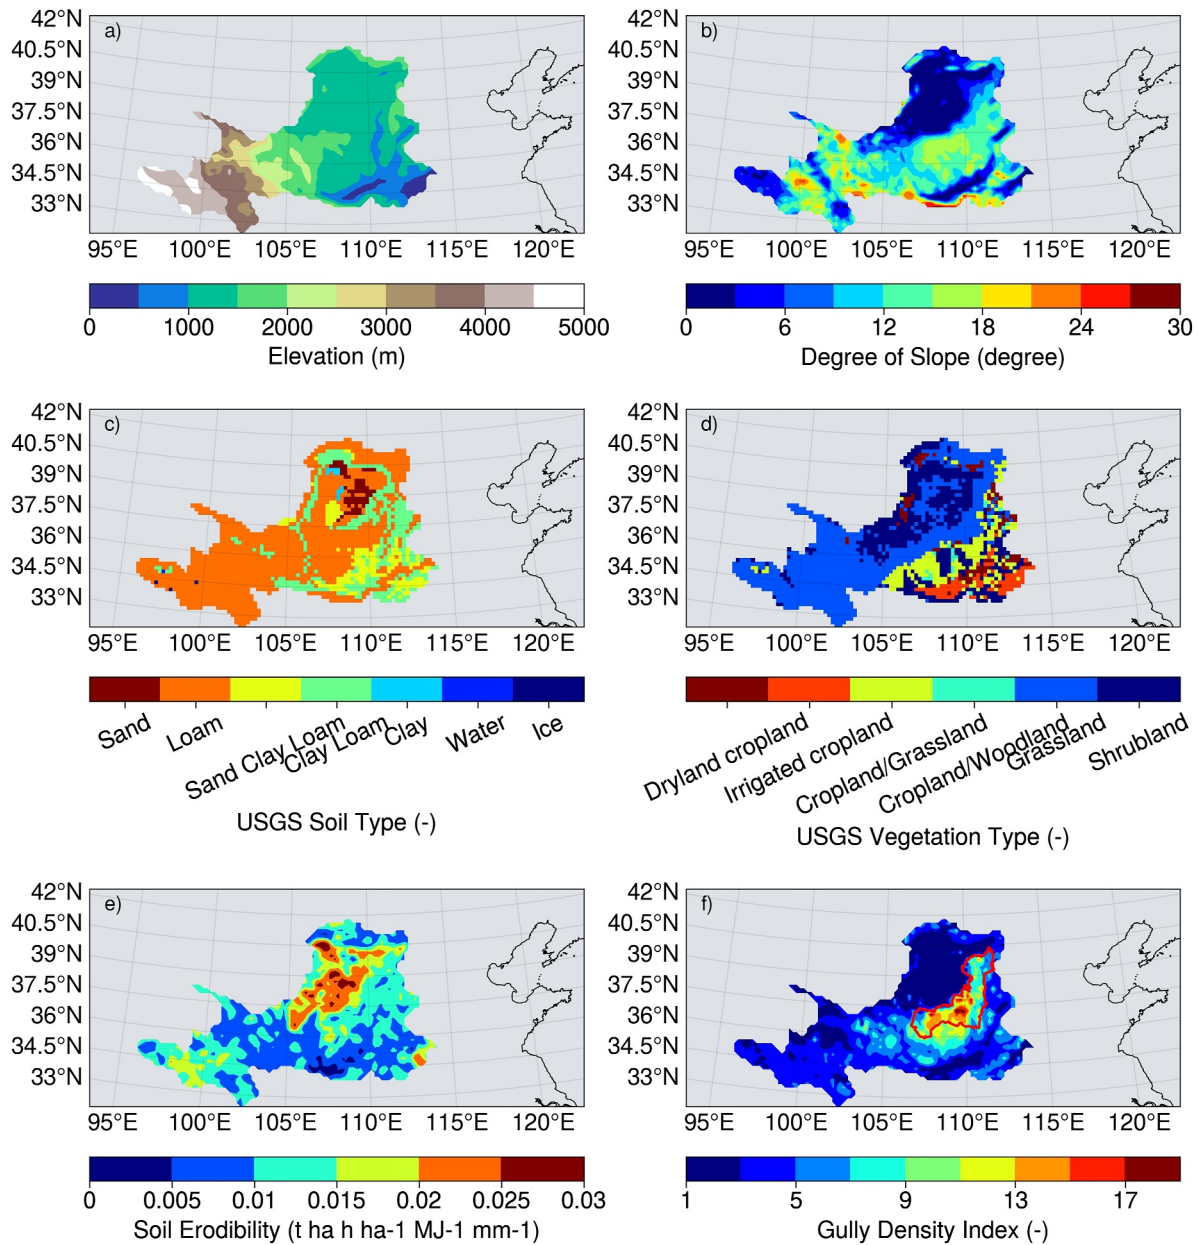 42°N
40.5°N
39°N
37.5°N
36°N
34.5°N
33°N
a)
95°E 100°E 105°E 110°E 115°E 120°E
0 1000 2000 3000 4000 5000
Elevation (m)
42°N
40.5°N
39°N
37.5°N
36°N
34.5°N
33°N
b)
95°E 100°E 105°E 110°E 115°E 120°E
0 6 12 18 24 30
Degree of Slope (degree)
42°N
40.5°N
39°N
37.5°N
36°N
34.5°N
33°N
c)
95°E 100°E 105°E 110°E 115°E 120°E
Sand
Loam
Sand Clay Loam
Clay Loam
Clay
Water
Ice
USGS Soil Type (-)
42°N
40.5°N
39°N
37.5°N
36°N
34.5°N
33°N
d)
95°E 100°E 105°E 110°E 115°E 120°E
Dryland cropland
Irrigated cropland
Cropland/Grassland
Cropland/Woodland
Grassland
Shrubland
USGS Vegetation Type (-)
42°N
40.5°N
39°N
37.5°N
36°N
34.5°N
33°N
e)
95°E 100°E 105°E 110°E 115°E 120°E
0 0.005 0.01 0.015 0.02 0.025 0.03
Soil Erodibility (t ha h ha-1 MJ-1 mm-1)
42°N
40.5°N
39°N
37.5°N
36°N
34.5°N
33°N
f)
95°E 100°E 105°E 110°E 115°E 120°E
1 5 9 13 17
Gully Density Index (-)